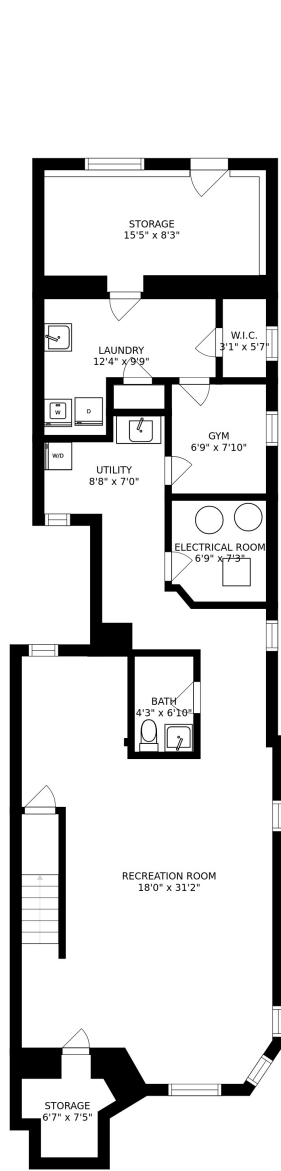 STORAGE
15'5" x 8'3"
W.I.C.
3'1" x 5'7"
LAUNDRY
12'4" x 9'9"
W
D
GYM
6'9" x 7'10"
W/D
UTILITY
8'8" x 7'0"
ELECTRICAL ROOM
6'9" x 7'3"
BATH
4'3" x 6'10"
RECREATION ROOM
18'0" x 31'2"
STORAGE
6'7" x 7'5"